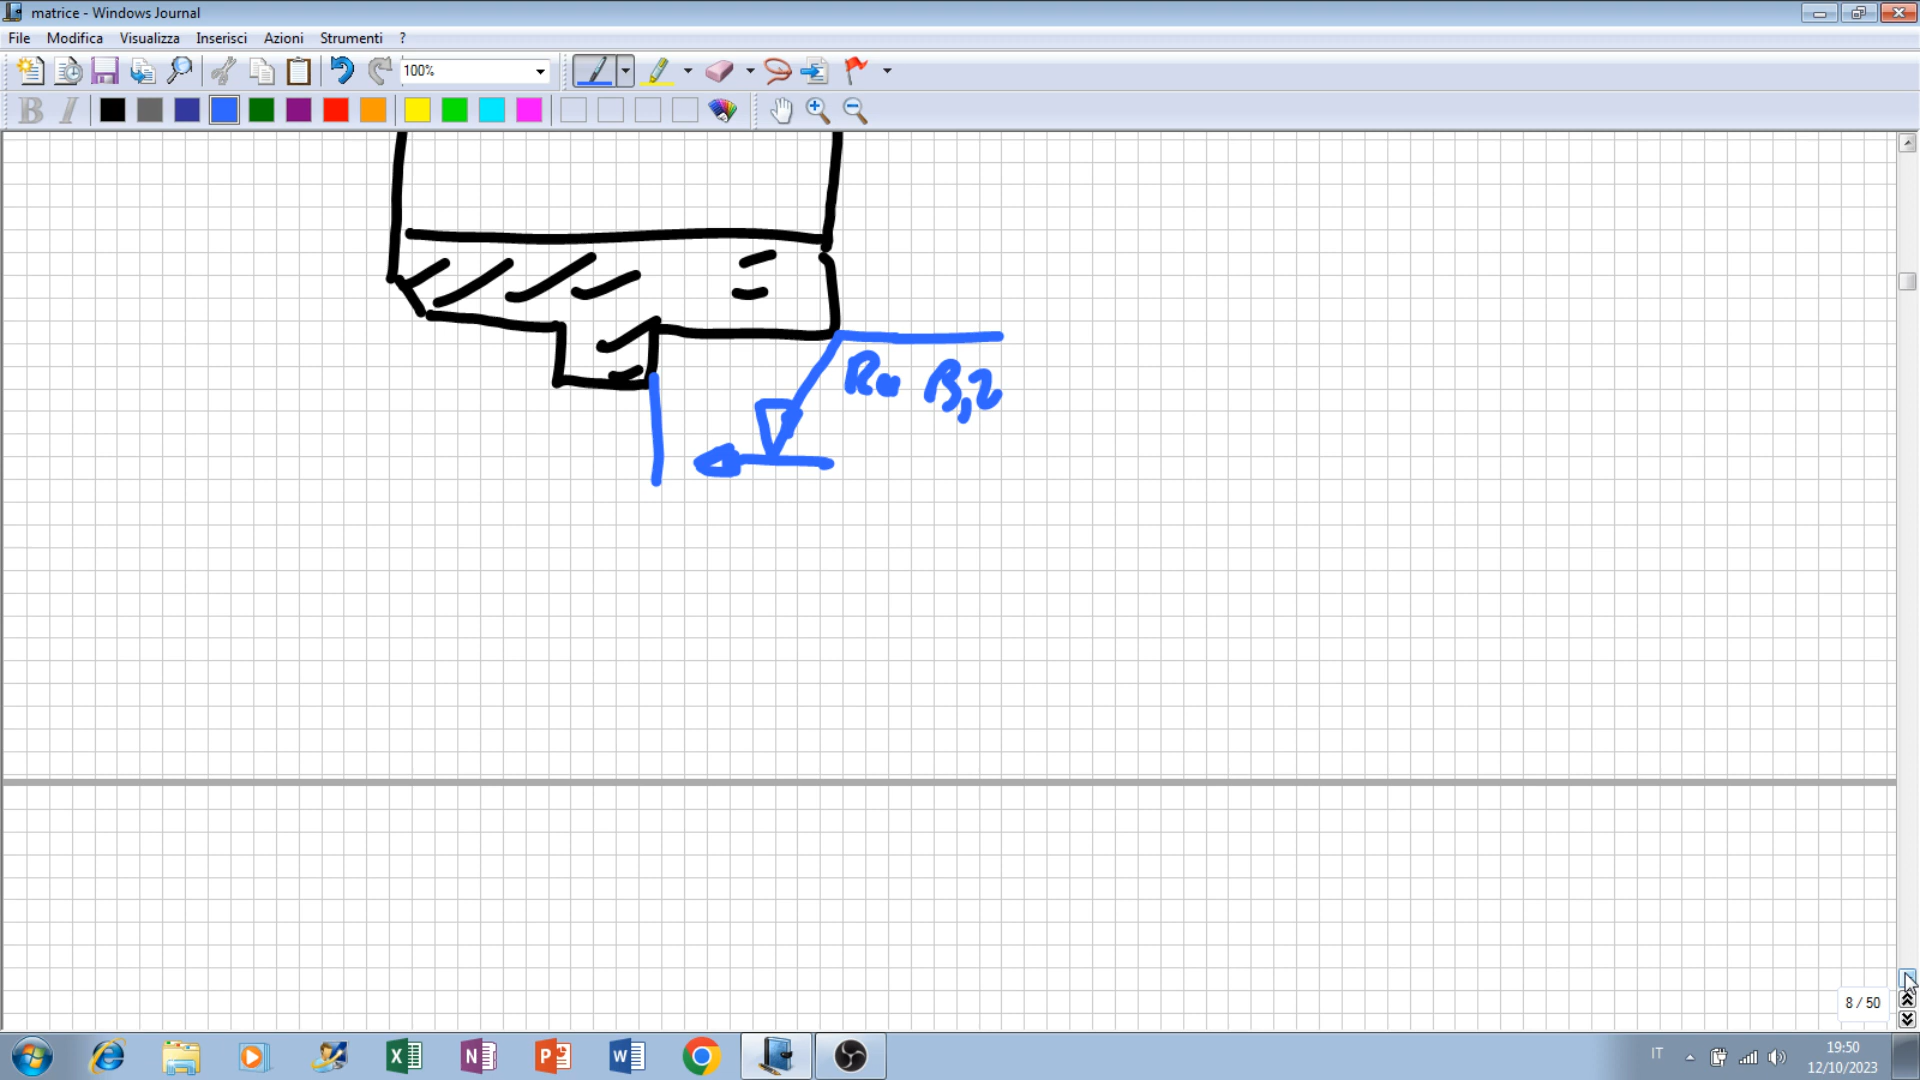 matrice - Windows Journal
File Modifica Visualizza Inserisci Azioni Strumenti ?
100%
B I
Ra 3,2
8 / 50
IT
19:50
12/10/2023